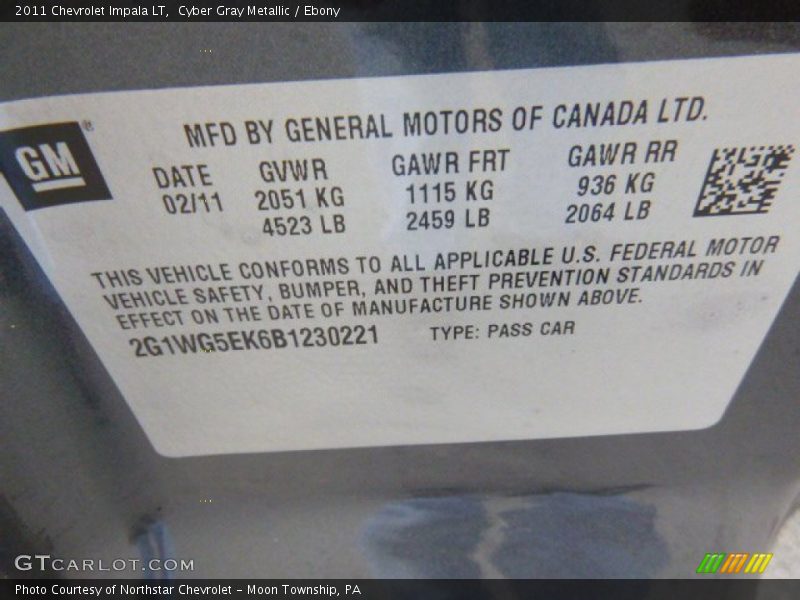 2011 Chevrolet Impala LT,  Cyber Gray Metallic / Ebony
MFD BY GENERAL MOTORS OF CANADA LTD.
GM®
DATE GVWR GAWR FRT GAWR RR
02/11 2051 KG 1115 KG 936 KG
4523 LB 2459 LB 2064 LB
THIS VEHICLE CONFORMS TO ALL APPLICABLE U.S. FEDERAL MOTOR
VEHICLE SAFETY, BUMPER, AND THEFT PREVENTION STANDARDS IN
EFFECT ON THE DATE OF MANUFACTURE SHOWN ABOVE.
2G1WG5EK6B1230221 TYPE: PASS CAR
GTCARLOT.COM
Photo Courtesy of Northstar Chevrolet - Moon Township, PA